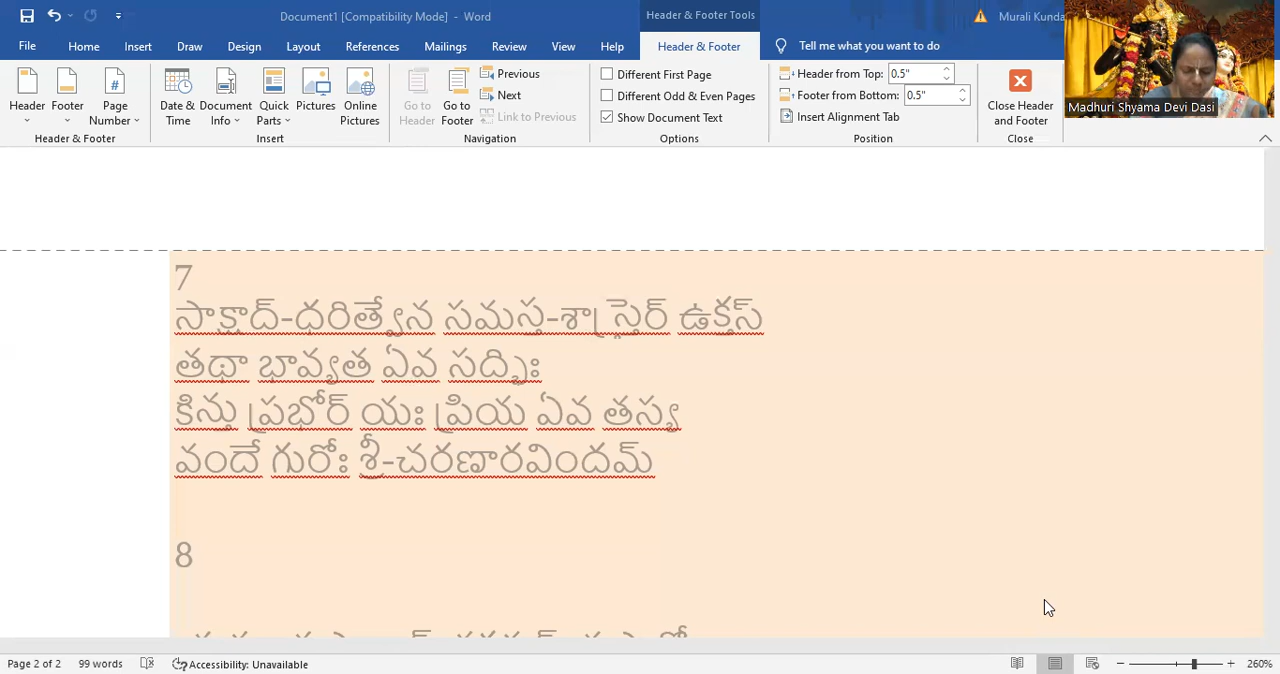 Document1 [Compatibility Mode] - Word
Header & Footer Tools
Murali Kunda
File Home Insert Draw Design Layout References Mailings Review View Help Header & Footer Tell me what you want to do
Header Footer Page Number
Header & Footer
Date & Time Document Info Quick Parts Pictures Online Pictures
Insert
Go to Header Go to Footer Previous Next Link to Previous
Navigation
Different First Page
Different Odd & Even Pages
Show Document Text
Options
Header from Top: 0.5"
Footer from Bottom: 0.5"
Insert Alignment Tab
Position
Close Header and Footer
Close
Madhuri Shyama Devi Dasi
7
సాక్షాద్-ధరిత్వేన సమస్త-శాస్త్రైర్ ఉక్తస్
తథా భావ్యత ఏవ సద్భిః
కిన్తు ప్రభోర్ యః ప్రియ ఏవ తస్య
వందే గురోః శ్రీ-చరణారవిందమ్
8
Page 2 of 2 99 words Accessibility: Unavailable 260%